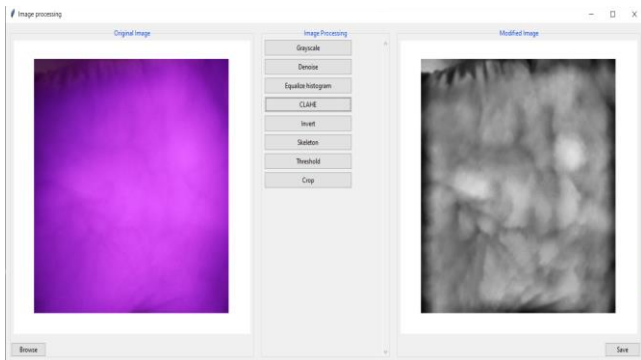 Image processing
Original Image
Image Processing
Modified Image
Grayscale
Denoise
Equalize histogram
CLAHE
Invert
Skeleton
Threshold
Crop
Browse
Save